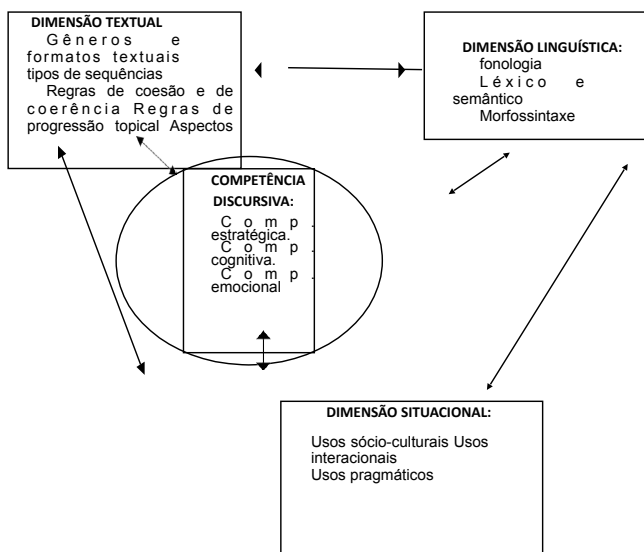 DIMENSÃO TEXTUAL
Gêneros e
formatos textuais
tipos de sequências
Regras de coesão e de
coerência Regras de
progressão topical Aspectos
DIMENSÃO LINGUÍSTICA:
fonologia
Léxico e
semântico
Morfossintaxe
COMPETÊNCIA
DISCURSIVA:
Comp.
estratégica.
Comp.
cognitiva.
Comp.
emocional
DIMENSÃO SITUACIONAL:
Usos sócio-culturais Usos
interacionais
Usos pragmáticos